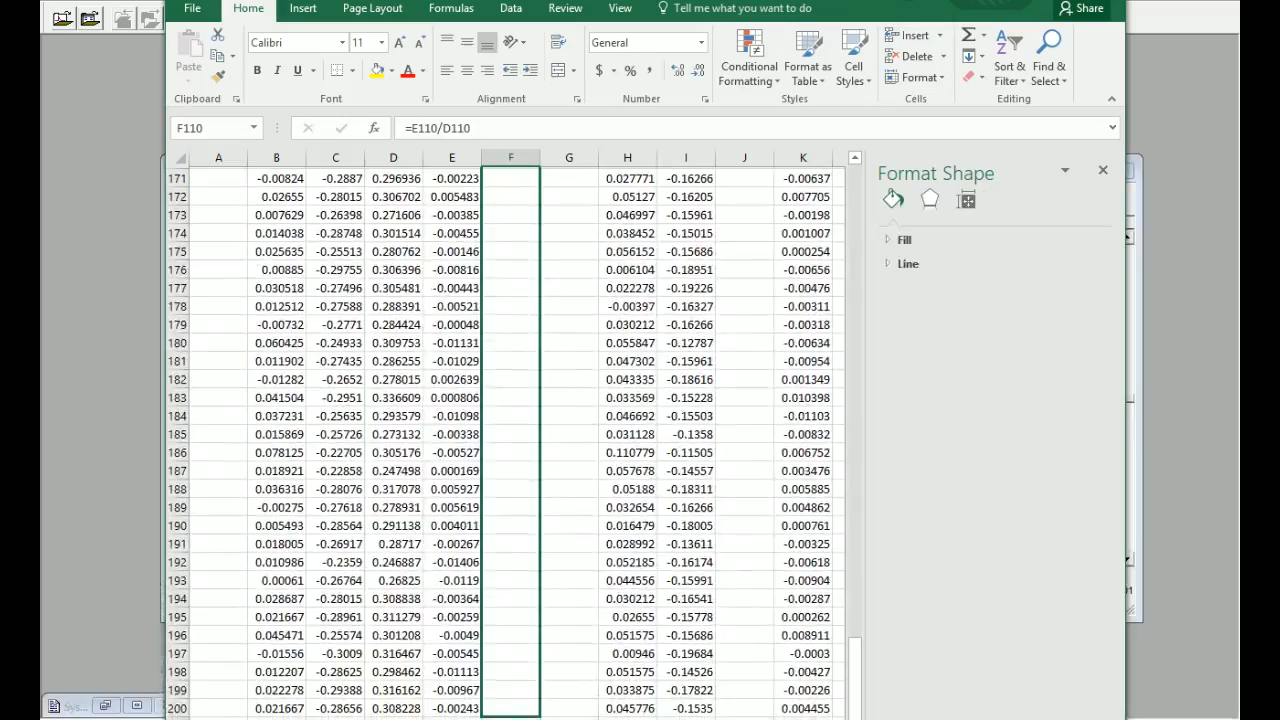 File Home Insert Page Layout Formulas Data Review View Tell me what you want to do Share
Paste Calibri 11 General Conditional Formatting Format as Table Cell Styles Insert Delete Format Sort & Filter Find & Select
B I U A $ %
Clipboard Font Alignment Number Styles Cells Editing
F110 fx =E110/D110
A B C D E F G H I J K
171 -0.00824 -0.2887 0.296936 -0.00223 0.027771 -0.16266 -0.00637
172 0.02655 -0.28015 0.306702 0.005483 0.05127 -0.16205 0.007705
173 0.007629 -0.26398 0.271606 -0.00385 0.046997 -0.15961 -0.00198
174 0.014038 -0.28748 0.301514 -0.00455 0.038452 -0.15015 0.001007
175 0.025635 -0.25513 0.280762 -0.00146 0.056152 -0.15686 0.000254
176 0.00885 -0.29755 0.306396 -0.00816 0.006104 -0.18951 -0.00656
177 0.030518 -0.27496 0.305481 -0.00443 0.022278 -0.19226 -0.00476
178 0.012512 -0.27588 0.288391 -0.00521 -0.00397 -0.16327 -0.00311
179 -0.00732 -0.2771 0.284424 -0.00048 0.030212 -0.16266 -0.00318
180 0.060425 -0.24933 0.309753 -0.01131 0.055847 -0.12787 -0.00634
181 0.011902 -0.27435 0.286255 -0.01029 0.047302 -0.15961 -0.00954
182 -0.01282 -0.2652 0.278015 0.002639 0.043335 -0.18616 0.001349
183 0.041504 -0.2951 0.336609 0.000806 0.033569 -0.15228 0.010398
184 0.037231 -0.25635 0.293579 -0.01098 0.046692 -0.15503 -0.01103
185 0.015869 -0.25726 0.273132 -0.00338 0.031128 -0.1358 -0.00832
186 0.078125 -0.22705 0.305176 -0.00527 0.110779 -0.11505 0.006752
187 0.018921 -0.22858 0.247498 0.000169 0.057678 -0.14557 0.003476
188 0.036316 -0.28076 0.317078 0.005927 0.05188 -0.18311 0.005885
189 -0.00275 -0.27618 0.278931 0.005619 0.032654 -0.16266 0.004862
190 0.005493 -0.28564 0.291138 0.004011 0.016479 -0.18005 0.000761
191 0.018005 -0.26917 0.28717 -0.00267 0.028992 -0.13611 -0.00325
192 0.010986 -0.2359 0.246887 -0.01406 0.052185 -0.16174 -0.00618
193 0.00061 -0.26764 0.26825 -0.0119 0.044556 -0.15991 -0.00904
194 0.028687 -0.28015 0.308838 -0.00364 0.030212 -0.16541 -0.00287
195 0.021667 -0.28961 0.311279 -0.00259 0.02655 -0.15778 0.000262
196 0.045471 -0.25574 0.301208 -0.0049 0.051575 -0.15686 0.008911
197 -0.01556 -0.3009 0.316467 -0.00545 0.00946 -0.19684 -0.0003
198 0.012207 -0.28625 0.298462 -0.01113 0.051575 -0.14526 -0.00427
199 0.022278 -0.29388 0.316162 -0.00967 0.033875 -0.17822 -0.00226
200 0.021667 -0.28656 0.308228 -0.00243 0.045776 -0.1535 0.004455
Format Shape
Fill
Line
Sys...